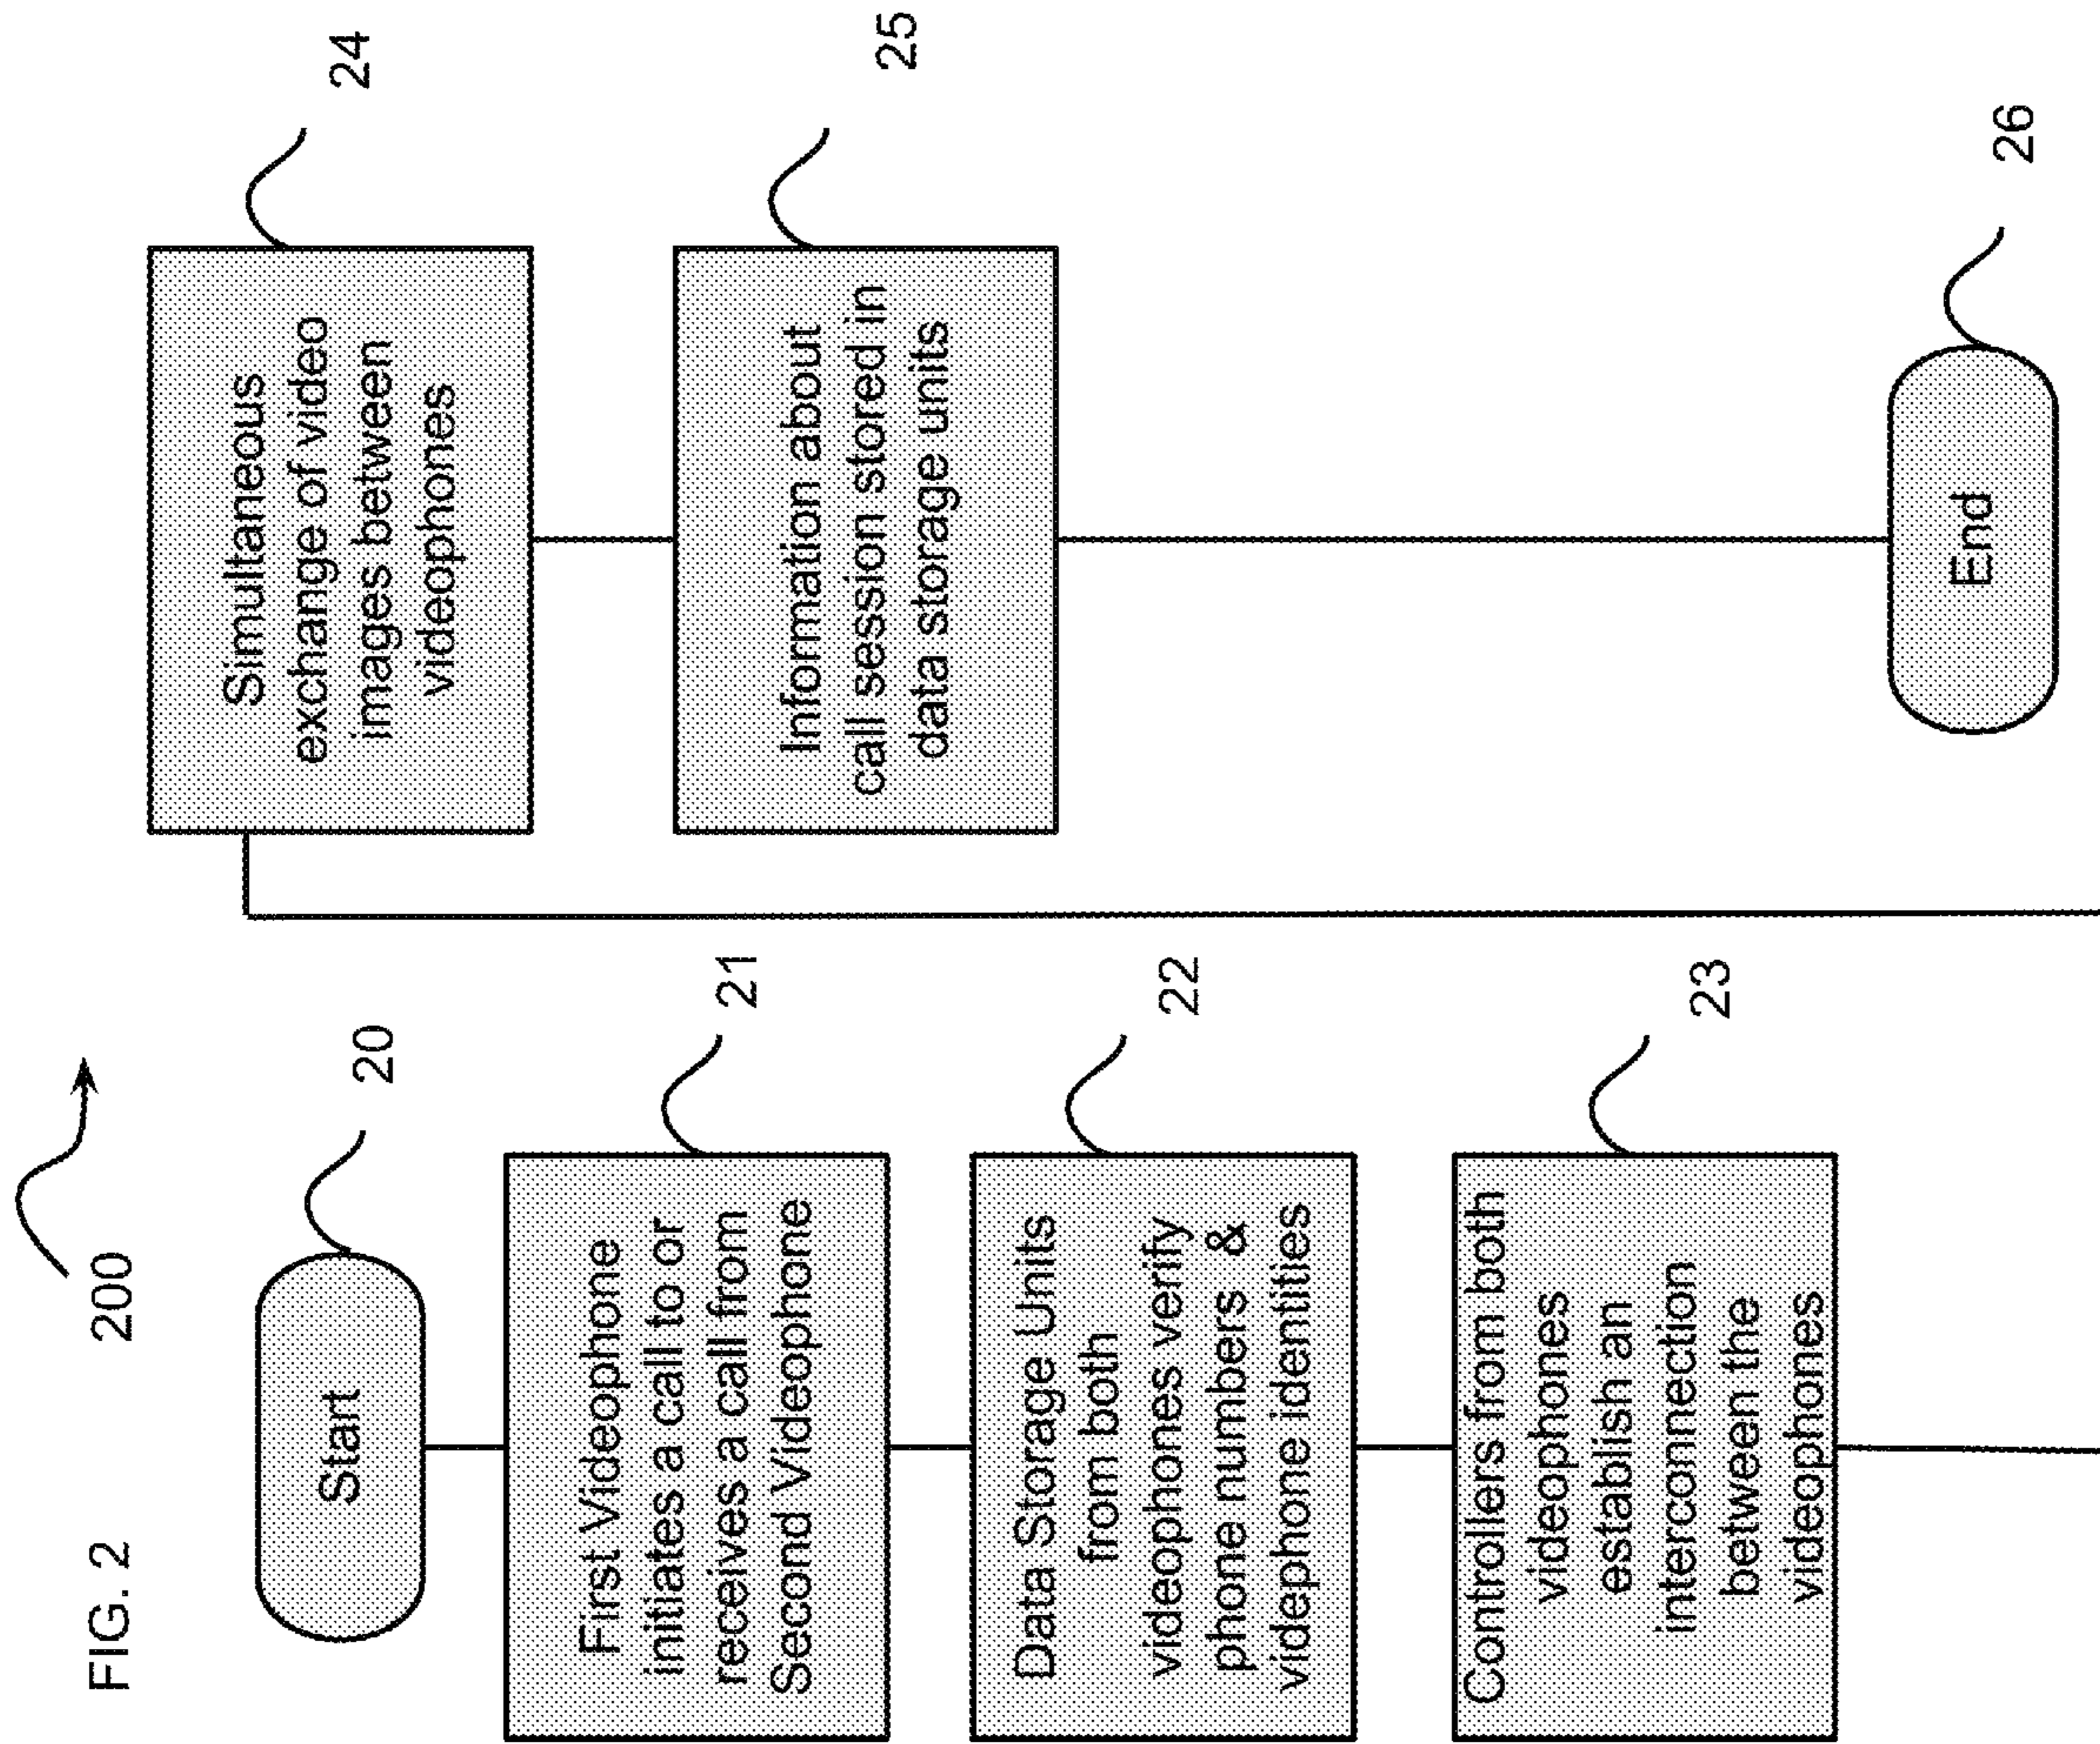 FIG. 2
200
Start
20
First Videophone
initiates a call to or
receives a call from
Second Videophone
21
Data Storage Units
from both
videophones verify
phone numbers &
videphone identities
22
Controllers from both
videophones
establish an
interconnection
between the
videophones
23
Simultaneous
exchange of video
images between
videophones
24
Information about
call session stored in
data storage units
25
End
26